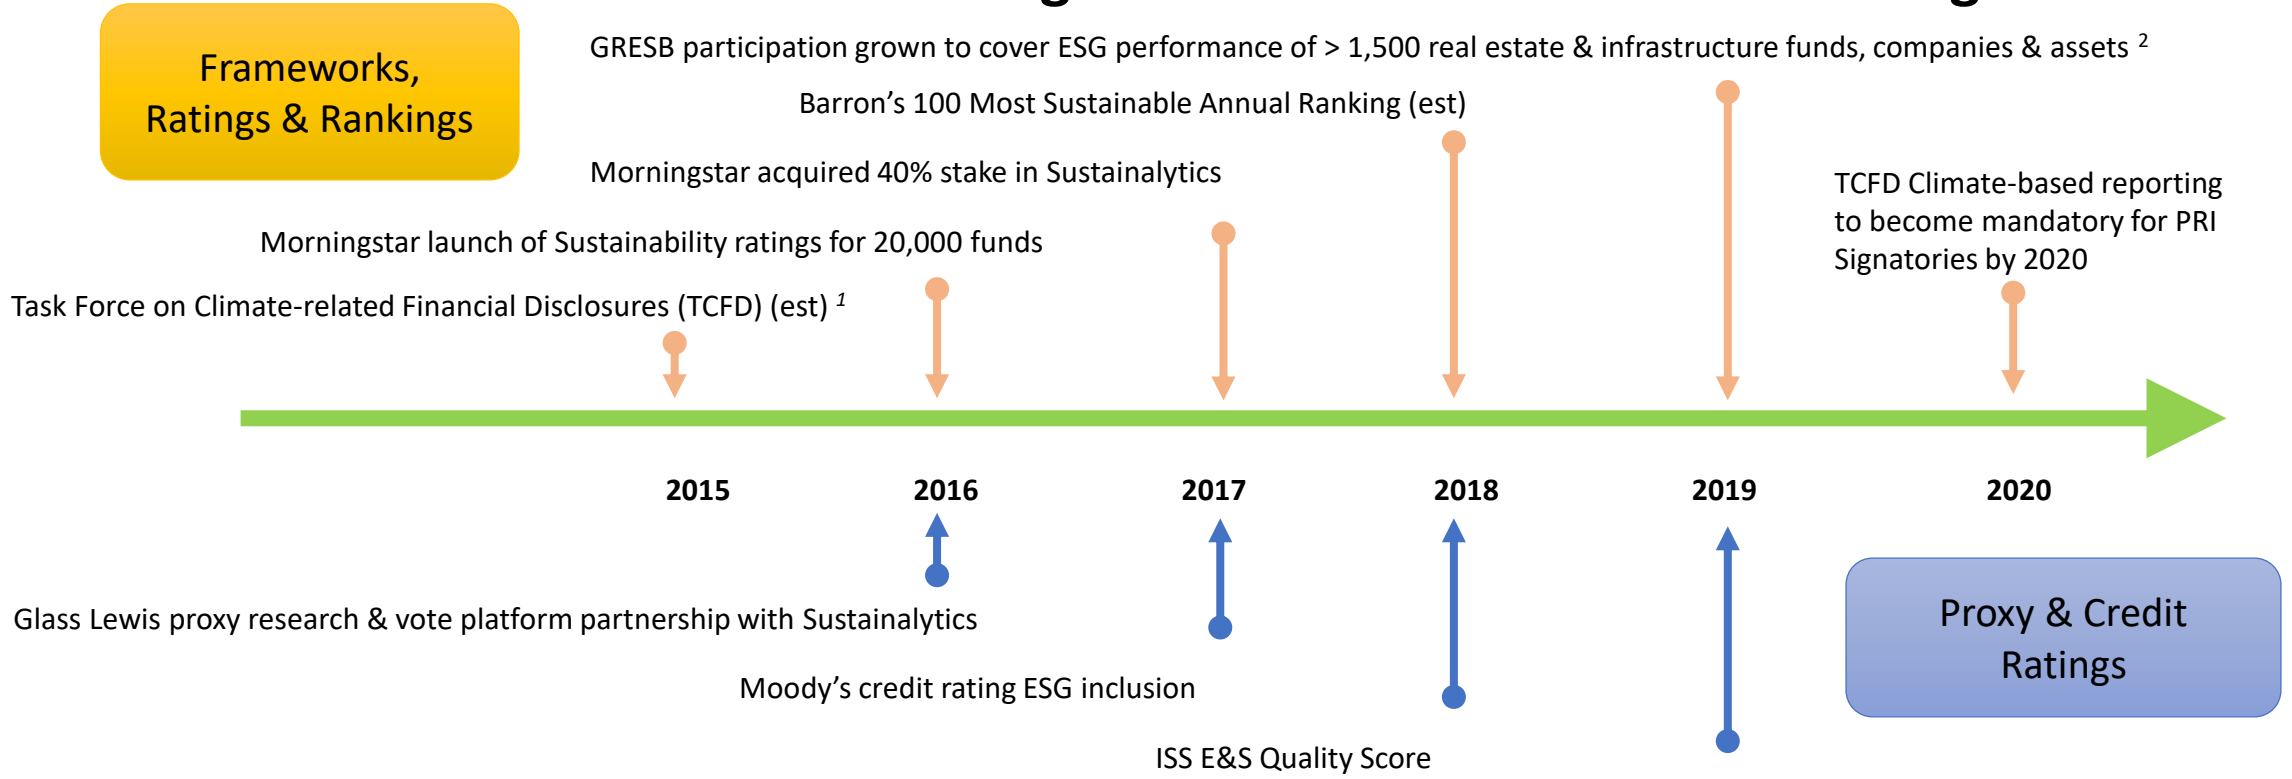 Frameworks,
Ratings & Rankings
GRESB participation grown to cover ESG performance of > 1,500 real estate & infrastructure funds, companies & assets ²
Barron’s 100 Most Sustainable Annual Ranking (est)
Morningstar acquired 40% stake in Sustainalytics
TCFD Climate-based reporting
to become mandatory for PRI
Signatories by 2020
Morningstar launch of Sustainability ratings for 20,000 funds
Task Force on Climate-related Financial Disclosures (TCFD) (est) ¹
2015
2016
2017
2018
2019
2020
Glass Lewis proxy research & vote platform partnership with Sustainalytics
Moody’s credit rating ESG inclusion
ISS E&S Quality Score
Proxy & Credit
Ratings